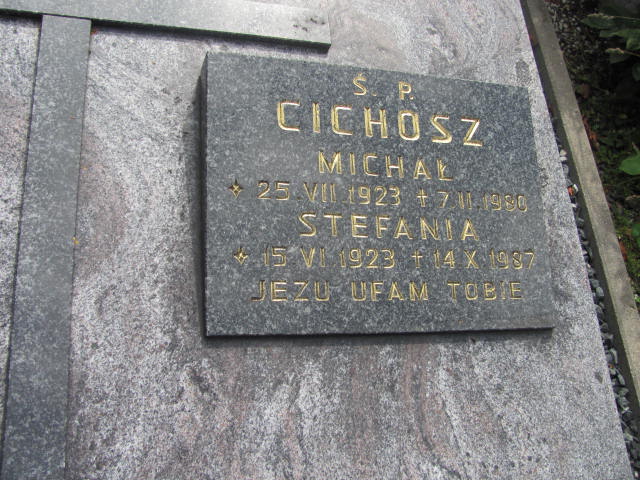 Ś. P.
CICHOSZ
MICHAŁ
25 VII 1923 + 7 II 1980
STEFANIA
15 VI 1923 + 14 X 1987
JEZU UFAM TOBIE